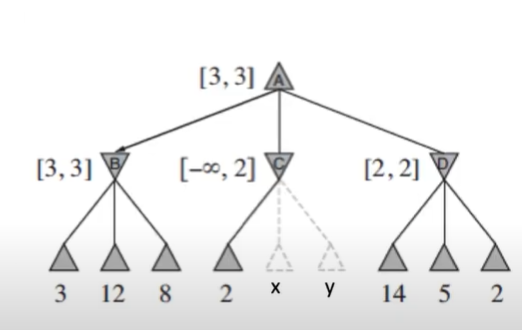 [3, 3] A
[3, 3] B [−∞, 2] C [2, 2] D
3 12 8 2 x y 14 5 2